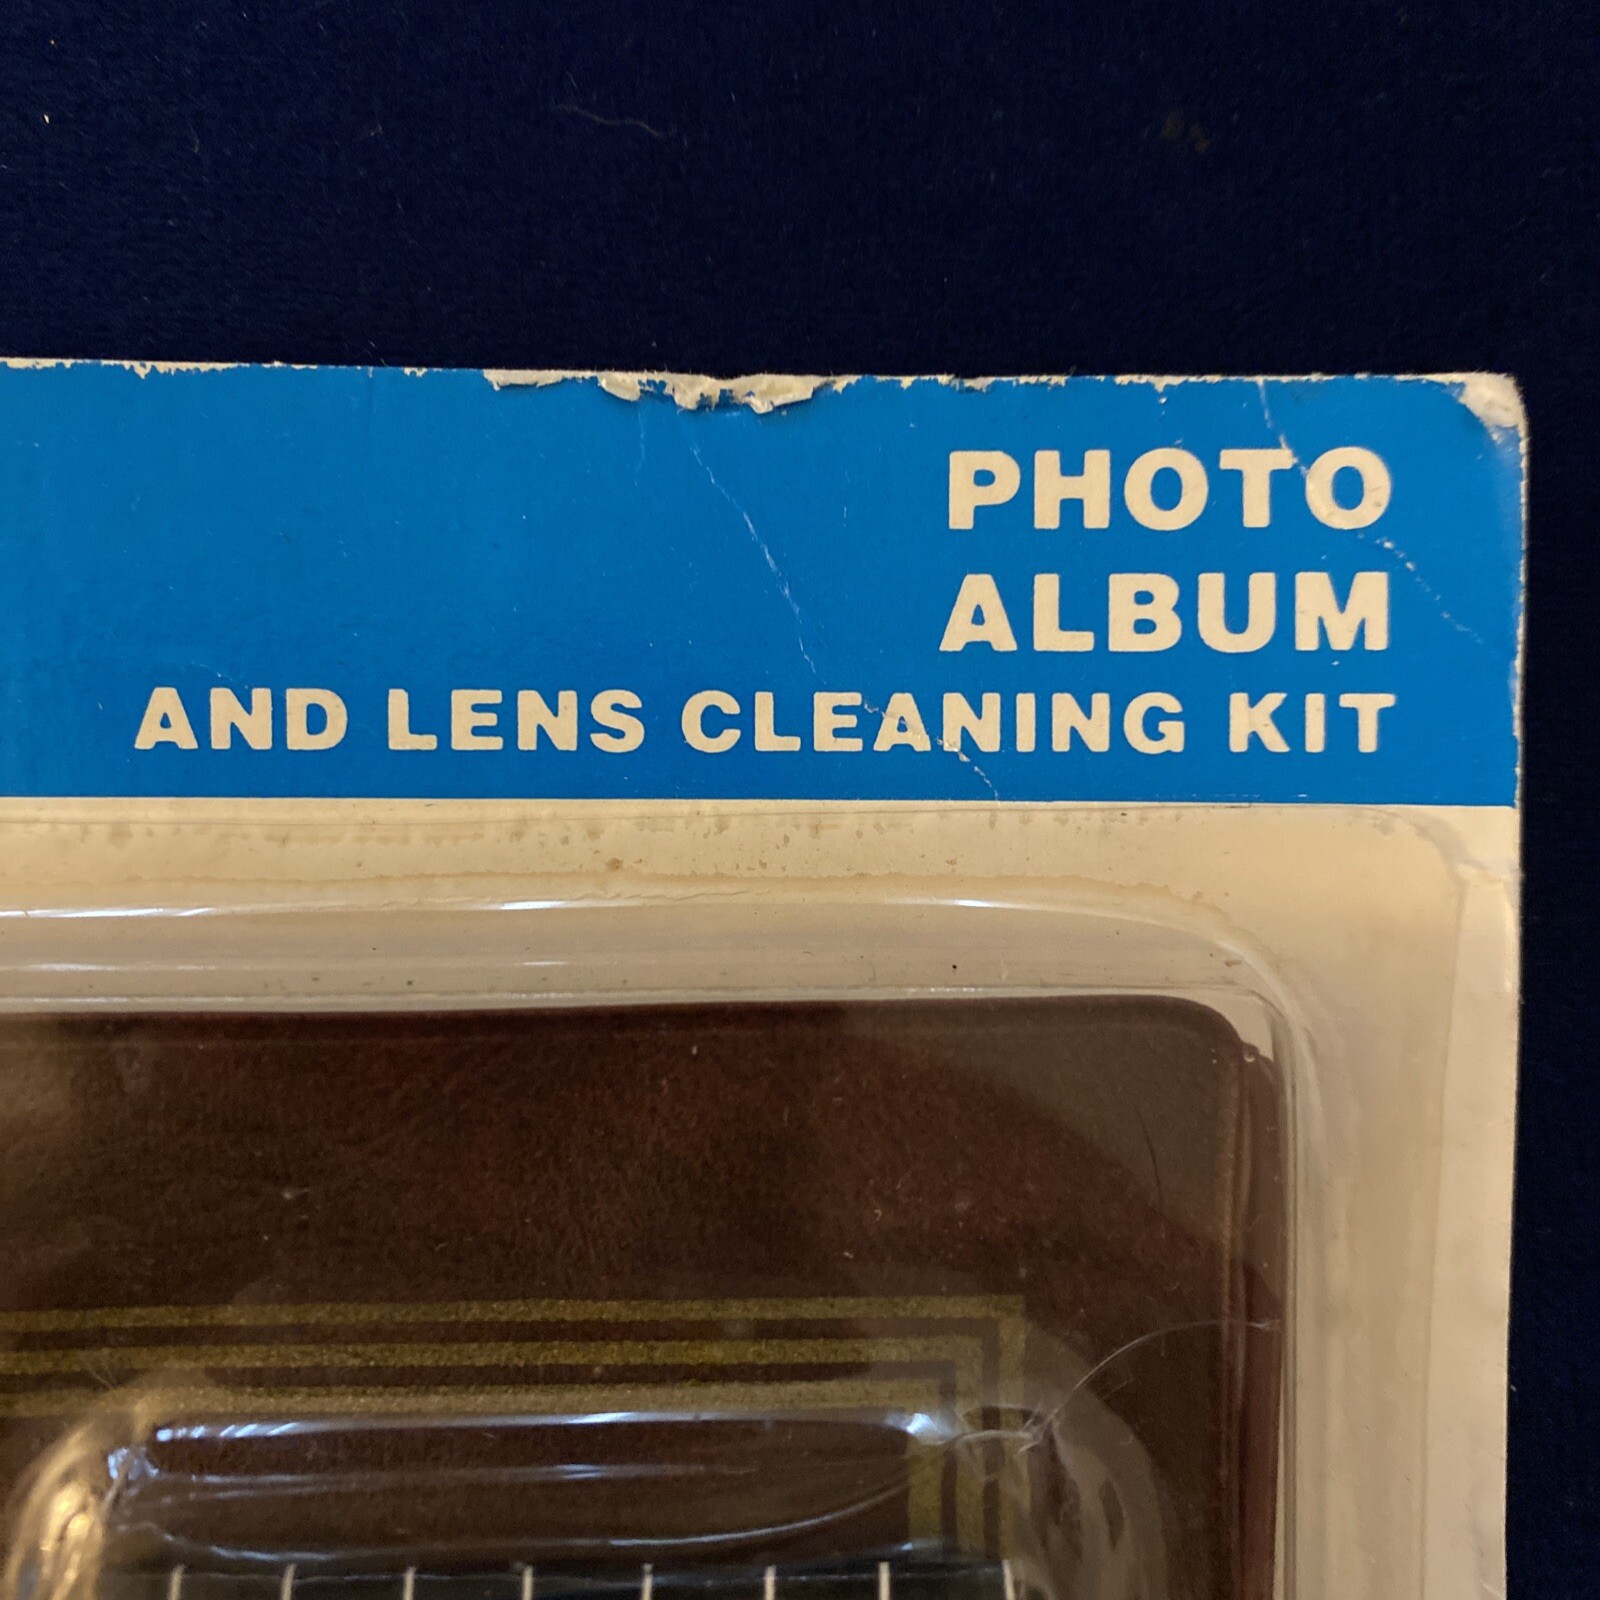 PHOTO
ALBUM
AND LENS CLEANING KIT